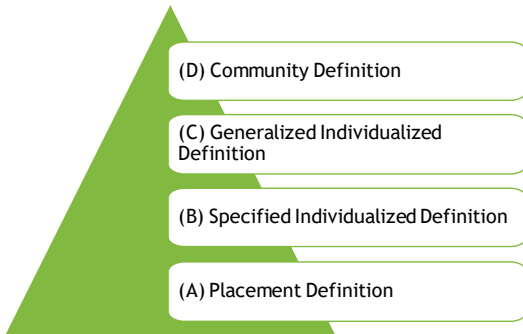 (D) Community Definition
(C) Generalized Individualized
Definition
(B) Specified Individualized Definition
(A) Placement Definition